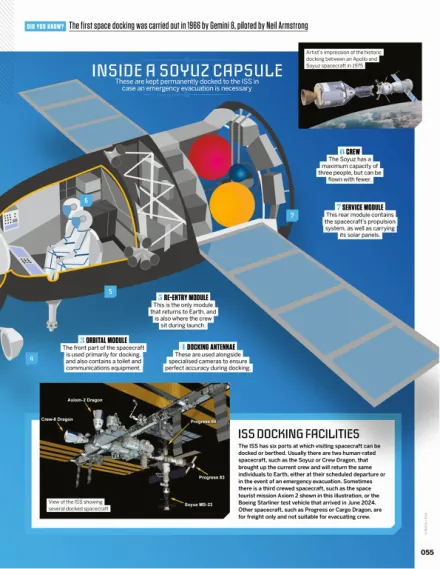 DID YOU KNOW? The first space docking was carried out in 1966 by Gemini 8, piloted by Neil Armstrong
Artist's impression of the historic
docking between an Apollo and
Soyuz spacecraft in 1975
INSIDE A SOYUZ CAPSULE
These are kept permanently docked to the ISS in
case an emergency evacuation is necessary
6 CREW
The Soyuz has a
maximum capacity of
three people, but can be
flown with fewer.
7 SERVICE MODULE
This rear module contains
the spacecraft's propulsion
system, as well as carrying
its solar panels.
6
7
5
5 RE-ENTRY MODULE
This is the only module
that returns to Earth, and
is also where the crew
sit during launch.
3 ORBITAL MODULE
The front part of the spacecraft
is used primarily for docking,
and also contains a toilet and
communications equipment.
4 DOCKING ANTENNAE
These are used alongside
specialised cameras to ensure
perfect accuracy during docking.
4
Axiom-2 Dragon
Crew-6 Dragon
Progress 84
Progress 83
Soyuz MS-23
View of the ISS showing
several docked spacecraft
ISS DOCKING FACILITIES
The ISS has six ports at which visiting spacecraft can be
docked or berthed. Usually there are two human-rated
spacecraft, such as the Soyuz or Crew Dragon, that
brought up the current crew and will return the same
individuals to Earth, either at their scheduled departure or
in the event of an emergency evacuation. Sometimes
there is a third crewed spacecraft, such as the space
tourist mission Axiom 2 shown in this illustration, or the
Boeing Starliner test vehicle that arrived in June 2024.
Other spacecraft, such as Progress or Cargo Dragon, are
for freight only and not suitable for evacuating crew.
055